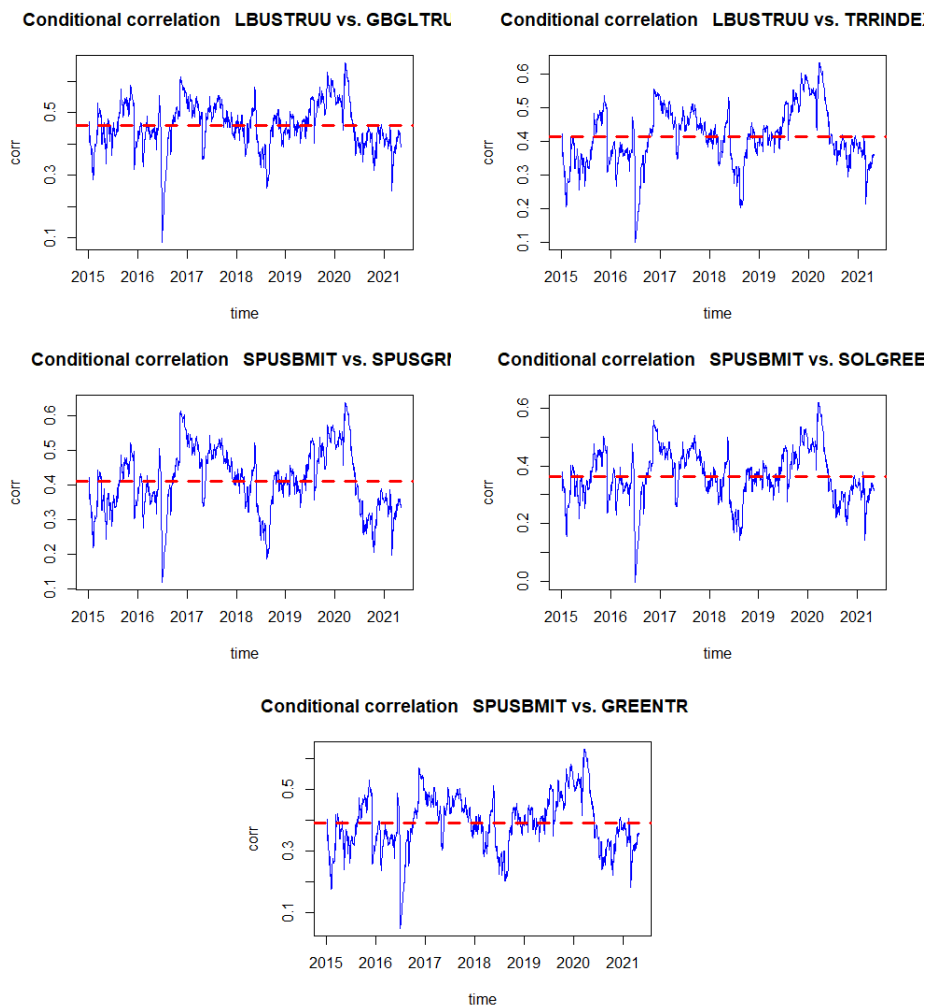 Conditional correlation   LBUSTRUU vs. GBGLTRU
corr
0.1 0.3 0.5
2015 2016 2017 2018 2019 2020 2021
time
Conditional correlation   LBUSTRUU vs. TRRINDEX
corr
0.1 0.2 0.3 0.4 0.5 0.6
2015 2016 2017 2018 2019 2020 2021
time
Conditional correlation   SPUSBMIT vs. SPUSGRN
corr
0.1 0.2 0.3 0.4 0.5 0.6
2015 2016 2017 2018 2019 2020 2021
time
Conditional correlation   SPUSBMIT vs. SOLGREE
corr
0.0 0.2 0.4 0.6
2015 2016 2017 2018 2019 2020 2021
time
Conditional correlation   SPUSBMIT vs. GREENTR
corr
0.1 0.3 0.5
2015 2016 2017 2018 2019 2020 2021
time